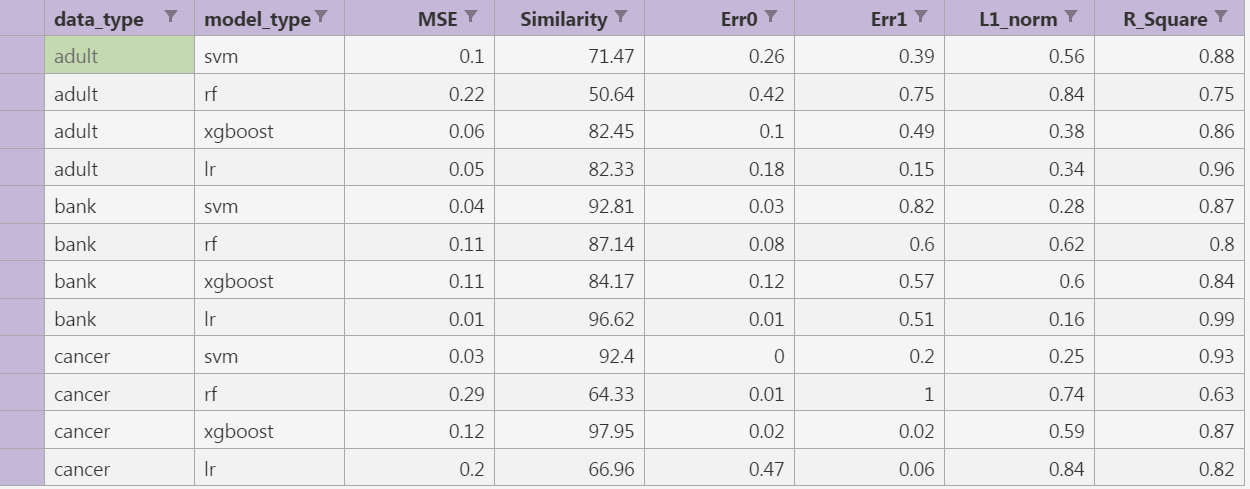 data_type model_type MSE Similarity Err0 Err1 L1_norm R_Square
adult svm 0.1 71.47 0.26 0.39 0.56 0.88
adult rf 0.22 50.64 0.42 0.75 0.84 0.75
adult xgboost 0.06 82.45 0.1 0.49 0.38 0.86
adult lr 0.05 82.33 0.18 0.15 0.34 0.96
bank svm 0.04 92.81 0.03 0.82 0.28 0.87
bank rf 0.11 87.14 0.08 0.6 0.62 0.8
bank xgboost 0.11 84.17 0.12 0.57 0.6 0.84
bank lr 0.01 96.62 0.01 0.51 0.16 0.99
cancer svm 0.03 92.4 0 0.2 0.25 0.93
cancer rf 0.29 64.33 0.01 1 0.74 0.63
cancer xgboost 0.12 97.95 0.02 0.02 0.59 0.87
cancer lr 0.2 66.96 0.47 0.06 0.84 0.82